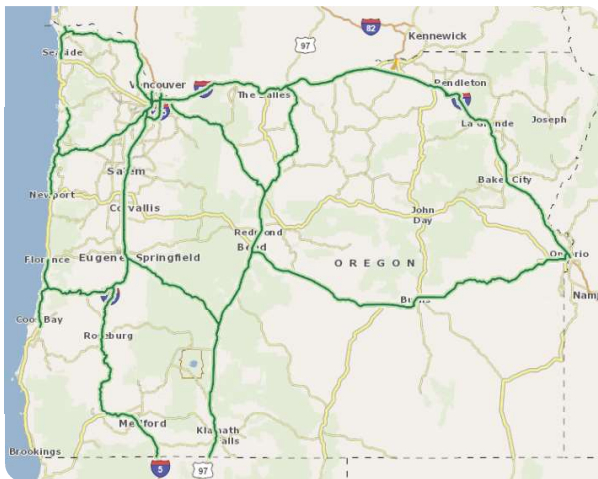 82
97
Kennewick
Seaside
Vancouver
The Dalles
Pendleton
La Grande
Joseph
Salem
Baker City
Newport
Corvallis
John
Day
Redmond
Bend
Florence
Eugene
Springfield
OREGON
Ontario
Namp
Burns
Coos Bay
Roseburg
Medford
Klamath
Falls
Brookings
5
97